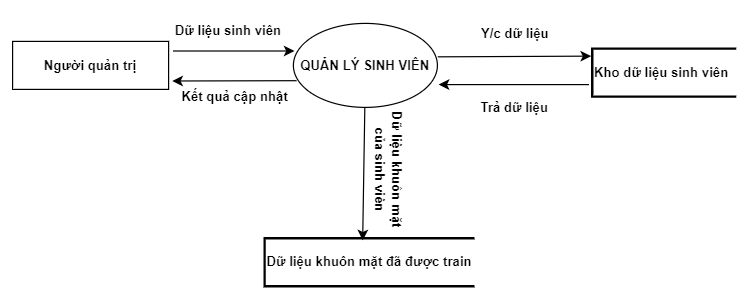 Dữ liệu sinh viên
Y/c dữ liệu
Người quản trị
QUẢN LÝ SINH VIÊN
Kho dữ liệu sinh viên
Kết quả cập nhật
Trả dữ liệu
Dữ liệu khuôn mặt
của sinh viên
Dữ liệu khuôn mặt đã được train